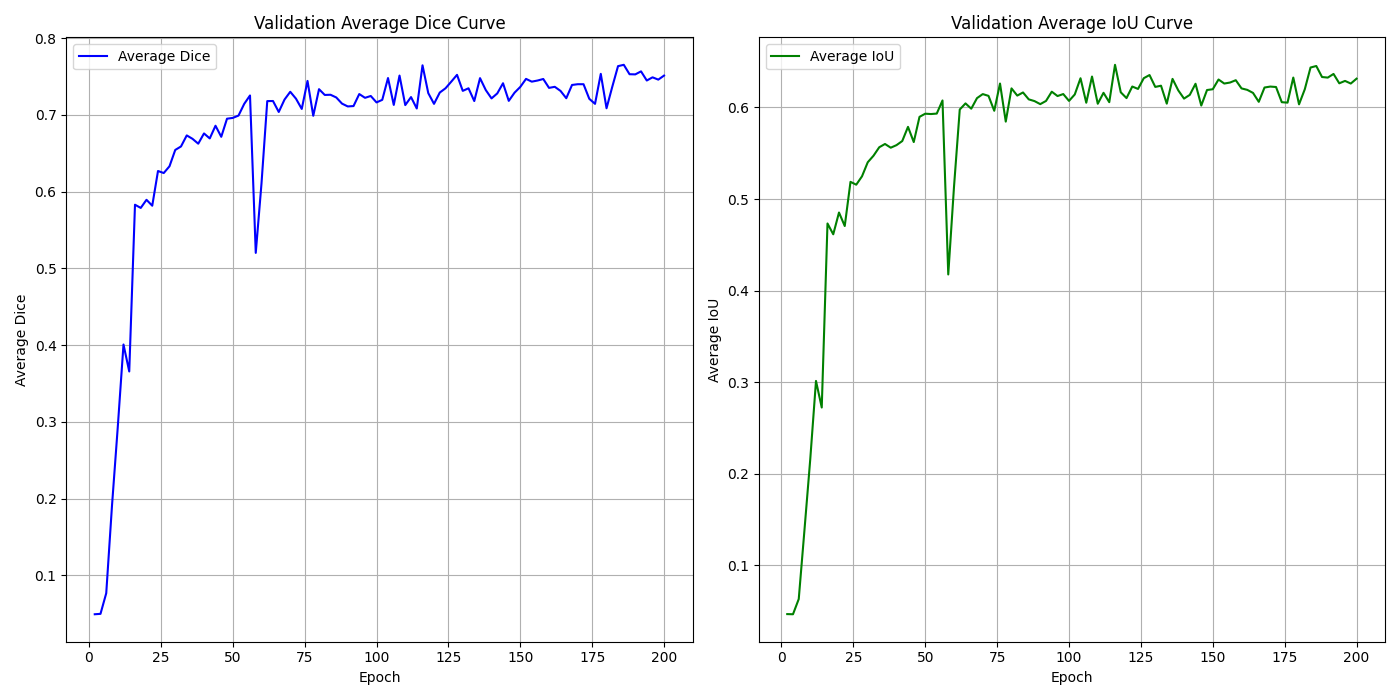 Validation Average Dice Curve
Average Dice
0.8
0.7
0.6
0.5
0.4
0.3
0.2
0.1
Average Dice
0 25 50 75 100 125 150 175 200
Epoch
Validation Average IoU Curve
Average IoU
0.6
0.5
0.4
0.3
0.2
0.1
Average IoU
0 25 50 75 100 125 150 175 200
Epoch